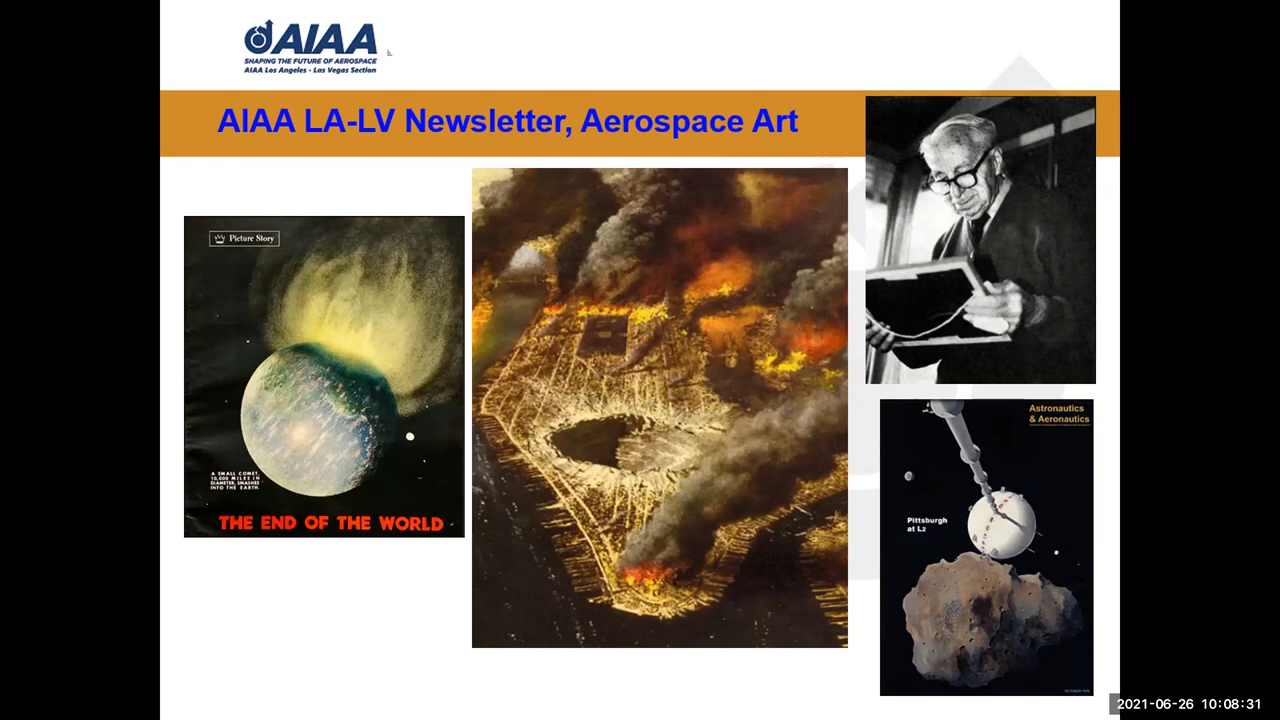 AIAA
SHAPING THE FUTURE OF AEROSPACE
AIAA Los Angeles - Las Vegas Section
AIAA LA-LV Newsletter, Aerospace Art
Picture Story
A SMALL COMET,
10,000 MILES IN
DIAMETER, SMASHES
INTO THE EARTH.
THE END OF THE WORLD
Astronautics
& Aeronautics
Pittsburgh
at L2
2021-06-26 10:08:31